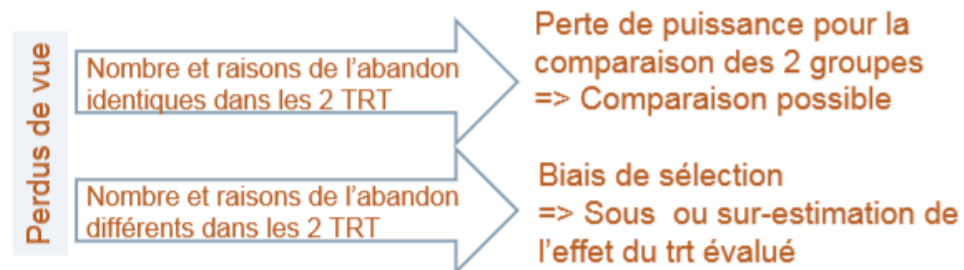 Perdus de vue
Nombre et raisons de l'abandon
identiques dans les 2 TRT
Perte de puissance pour la
comparaison des 2 groupes
=> Comparaison possible
Nombre et raisons de l'abandon
différents dans les 2 TRT
Biais de sélection
=> Sous ou sur-estimation de
l'effet du trt évalué